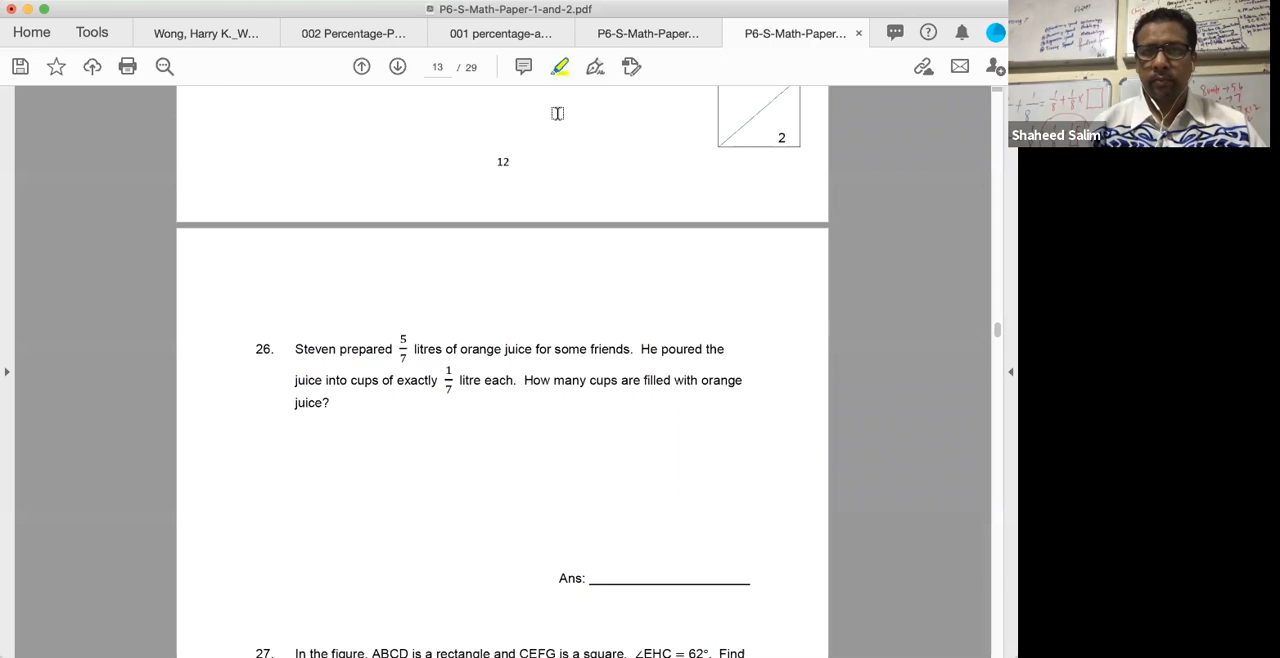 P6-S-Math-Paper-1-and-2.pdf
Home Tools Wong, Harry K._W... 002 Percentage-P... 001 percentage-a... P6-S-Math-Paper... P6-S-Math-Paper... ×
13 / 29
Shaheed Salim
2
12
26. Steven prepared 5/7 litres of orange juice for some friends. He poured the
juice into cups of exactly 1/7 litre each. How many cups are filled with orange
juice?
Ans: ____________________
27. In the figure, ABCD is a rectangle and CEFG is a square. ∠EHC = 62°. Find